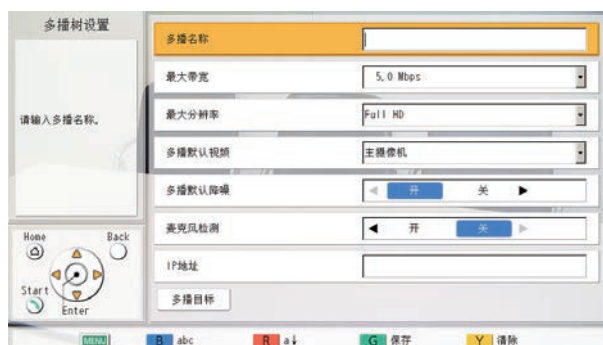 多播树设置
请输入多播名称。
多播名称
最大带宽 5.0 Mbps
最大分辨率 Full HD
多播默认视频 主摄像机
多播默认降噪 开 关
麦克风检测 开 关
IP地址
多播目标
Home Back
Start Enter
MENU B abc R a↓ G 保存 Y 清除